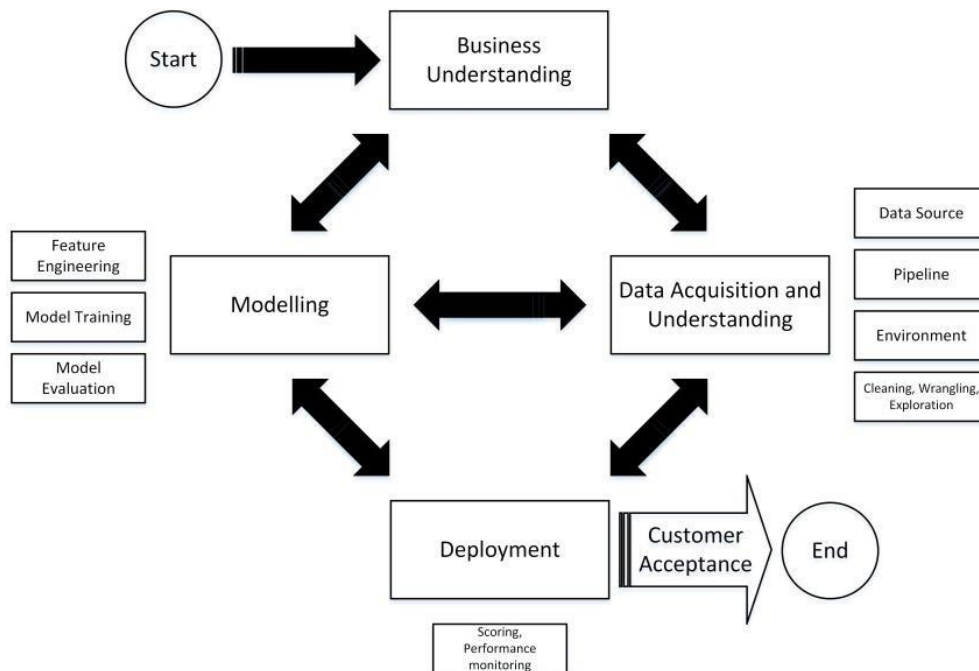 Start
Business
Understanding
Feature
Engineering
Model Training
Model
Evaluation
Modelling
Data Acquisition and
Understanding
Data Source
Pipeline
Environment
Cleaning, Wrangling,
Exploration
Deployment
Customer
Acceptance
End
Scoring,
Performance
monitoring